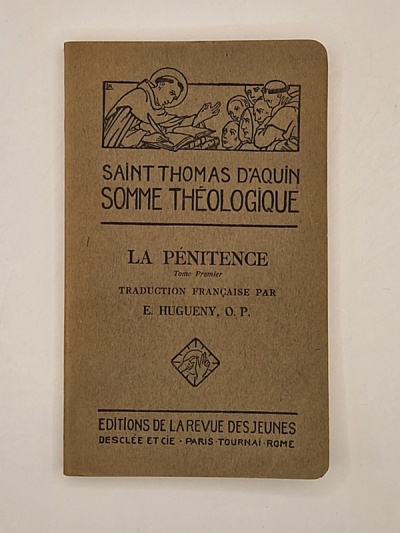 SAINT THOMAS D'AQUIN
SOMME THÉOLOGIQUE
LA PÉNITENCE
Tome Premier
TRADUCTION FRANÇAISE PAR
E. HUGUENY, O. P.
EDITIONS DE LA REVUE DES JEUNES
DESCLÉE ET CIE · PARIS · TOURNAI · ROME